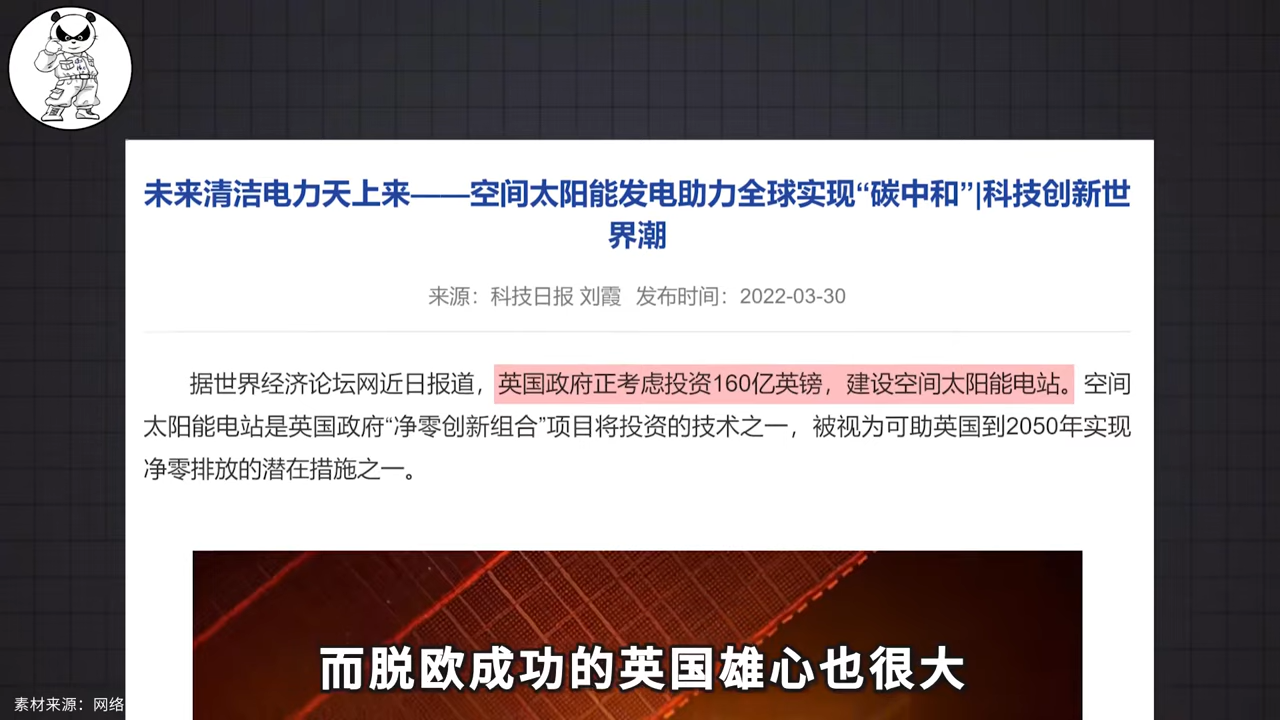 未来清洁电力天上来——空间太阳能发电助力全球实现“碳中和”|科技创新世
界潮
来源：科技日报 刘霞 发布时间：2022-03-30
据世界经济论坛网近日报道，英国政府正考虑投资160亿英镑，建设空间太阳能电站。空间
太阳能电站是英国政府“净零创新组合”项目将投资的技术之一，被视为可助英国到2050年实现
净零排放的潜在措施之一。
而脱欧成功的英国雄心也很大
素材来源：网络